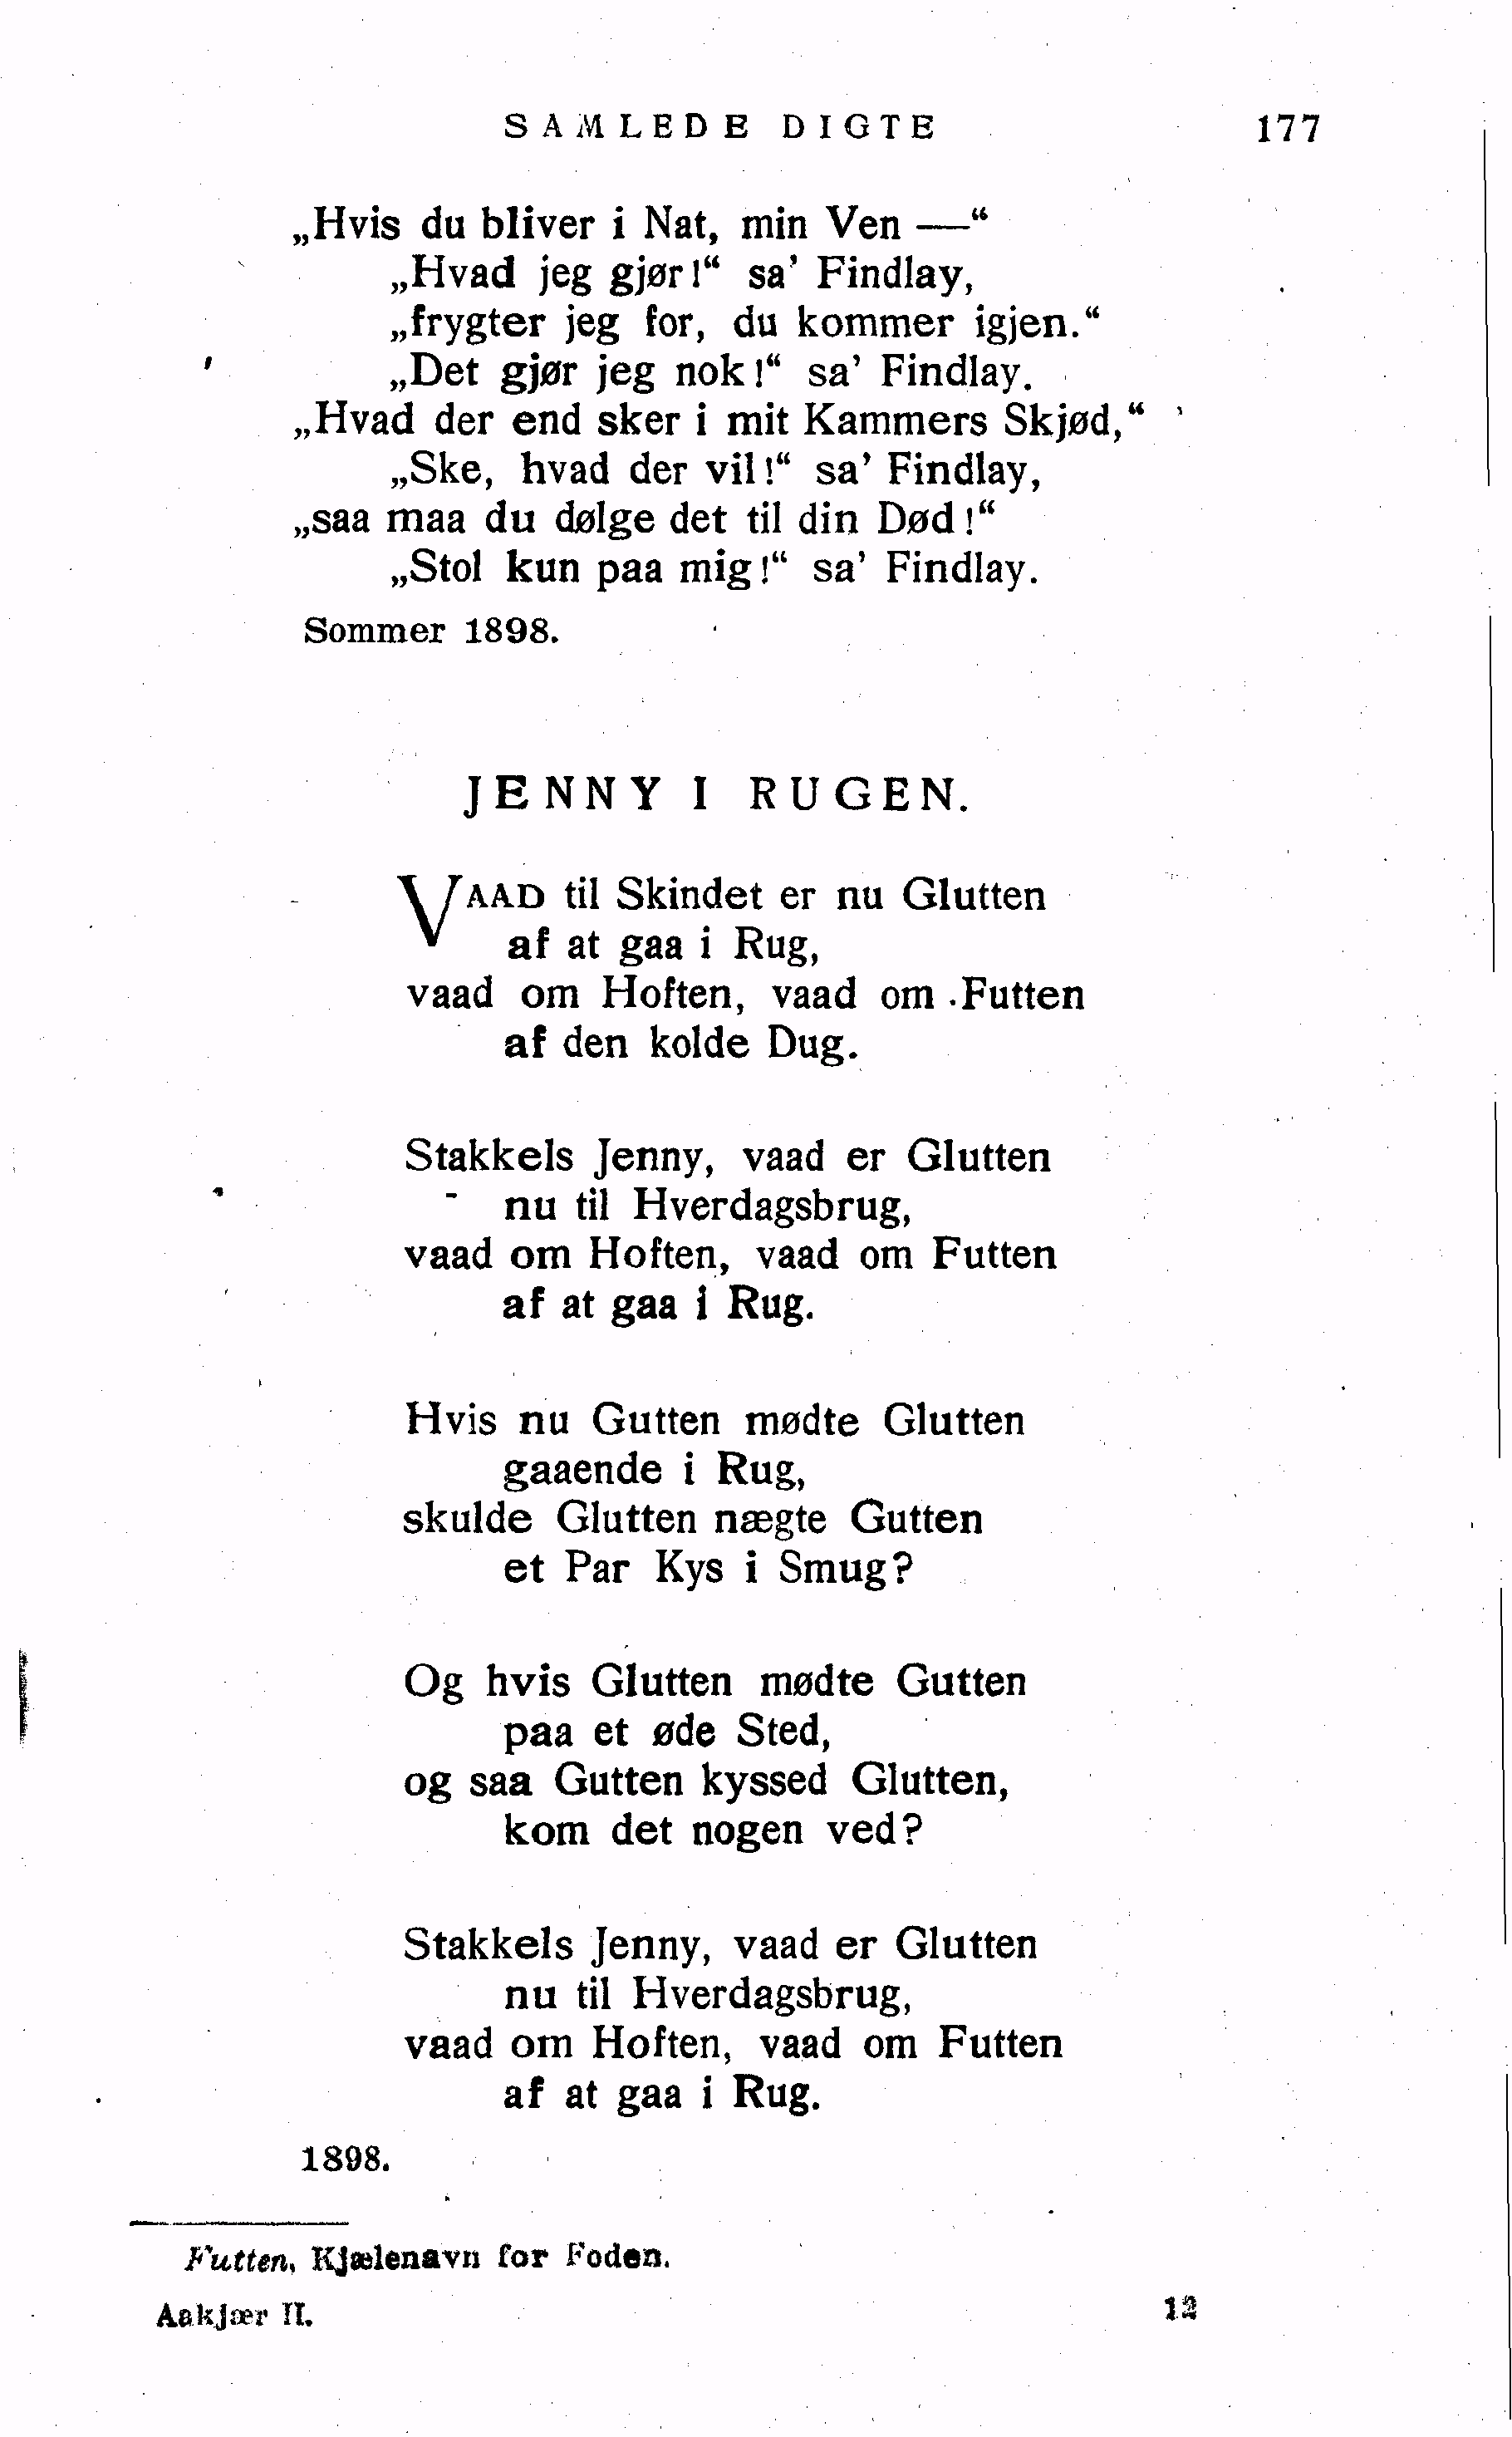 SAMLEDE DIGTE 177
„Hvis du bliver i Nat, min Ven —“
„Hvad jeg gjør!“ sa' Findlay,
„frygter jeg for, du kommer igjen.“
„Det gjør jeg nok!“ sa' Findlay.
„Hvad der end sker i mit Kammers Skjød,“
„Ske, hvad der vil!“ sa' Findlay,
„saa maa du dølge det til din Død!“
„Stol kun paa mig!“ sa' Findlay.
Sommer 1898.
JENNY I RUGEN.
VAAD til Skindet er nu Glutten
af at gaa i Rug,
vaad om Hoften, vaad om Futten
af den kolde Dug.
Stakkels Jenny, vaad er Glutten
nu til Hverdagsbrug,
vaad om Hoften, vaad om Futten
af at gaa i Rug.
Hvis nu Gutten mødte Glutten
gaaende i Rug,
skulde Glutten nægte Gutten
et Par Kys i Smug?
Og hvis Glutten mødte Gutten
paa et øde Sted,
og saa Gutten kyssed Glutten,
kom det nogen ved?
Stakkels Jenny, vaad er Glutten
nu til Hverdagsbrug,
vaad om Hoften, vaad om Futten
af at gaa i Rug.
1898.
Futten, Kjælenavn for Foden.
Aakjær II. 12